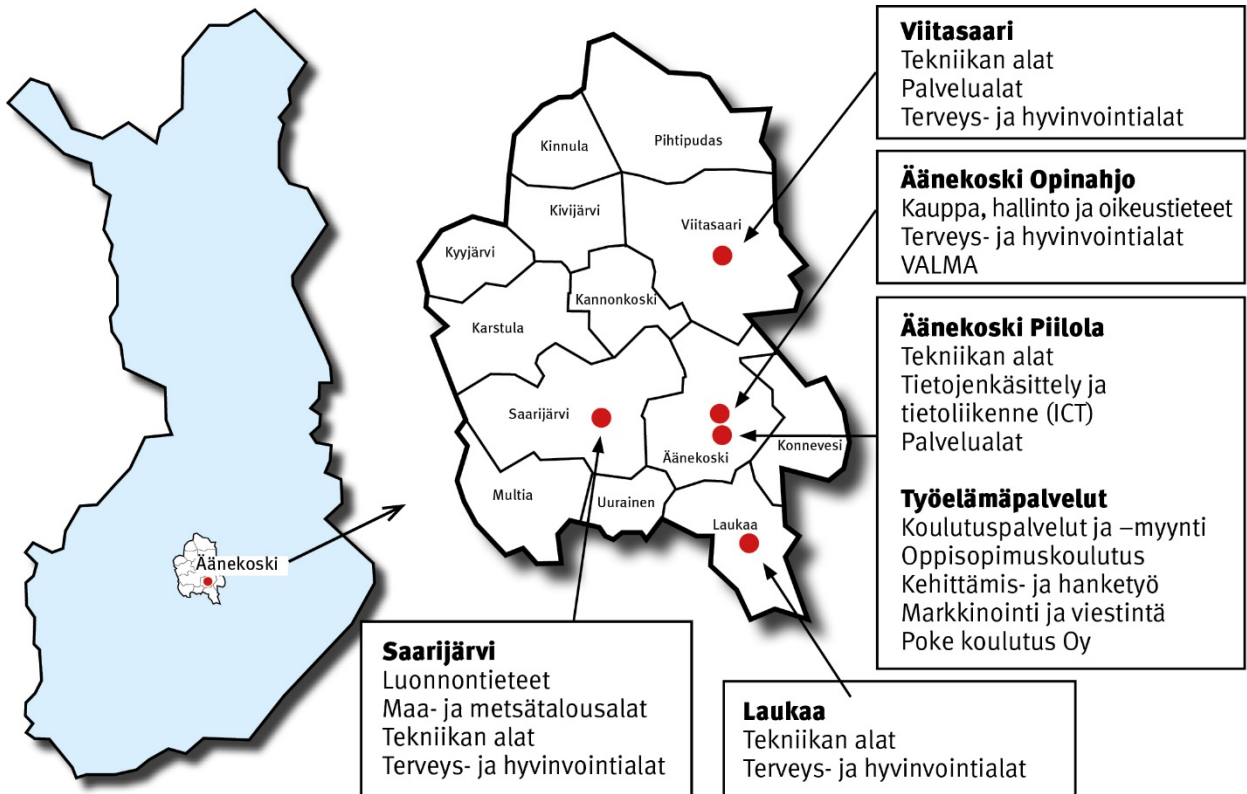 Äänekoski
Kinnula
Pihtipudas
Kivijärvi
Viitasaari
Kyyjärvi
Kannonkoski
Karstula
Saarijärvi
Äänekoski
Konnevesi
Multia
Uurainen
Laukaa
Viitasaari
Tekniikan alat
Palvelualat
Terveys- ja hyvinvointialat
Äänekoski Opinahjo
Kauppa, hallinto ja oikeustieteet
Terveys- ja hyvinvointialat
VALMA
Äänekoski Piilola
Tekniikan alat
Tietojenkäsittely ja
tietoliikenne (ICT)
Palvelualat
Työelämäpalvelut
Koulutuspalvelut ja –myynti
Oppisopimuskoulutus
Kehittämis- ja hanketyö
Markkinointi ja viestintä
Poke koulutus Oy
Saarijärvi
Luonnontieteet
Maa- ja metsätalousalat
Tekniikan alat
Terveys- ja hyvinvointialat
Laukaa
Tekniikan alat
Terveys- ja hyvinvointialat